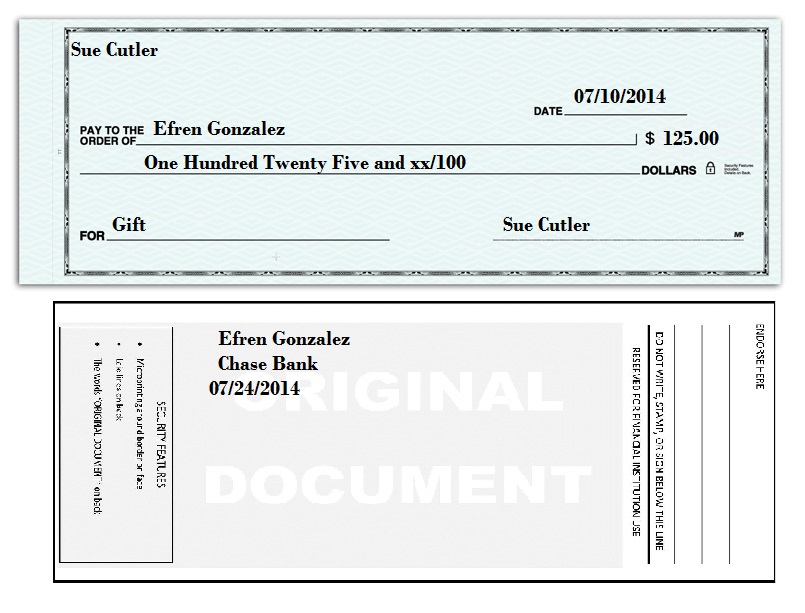 Sue Cutler
07/10/2014
DATE
PAY TO THE
ORDER OF
Efren Gonzalez
$ 125.00
One Hundred Twenty Five and xx/100
DOLLARS
Security Features
Included.
Details on Back.
FOR Gift
Sue Cutler
MP
Efren Gonzalez
Chase Bank
07/24/2014
ORIGINAL
DOCUMENT
SECURITY FEATURES
• Microprinting around border on face
• lines on back
• The words "ORIGINAL DOCUMENT" on back
ENDORSE HERE
DO NOT WRITE, STAMP, OR SIGN BELOW THIS LINE
RESERVED FOR FINANCIAL INSTITUTION USE